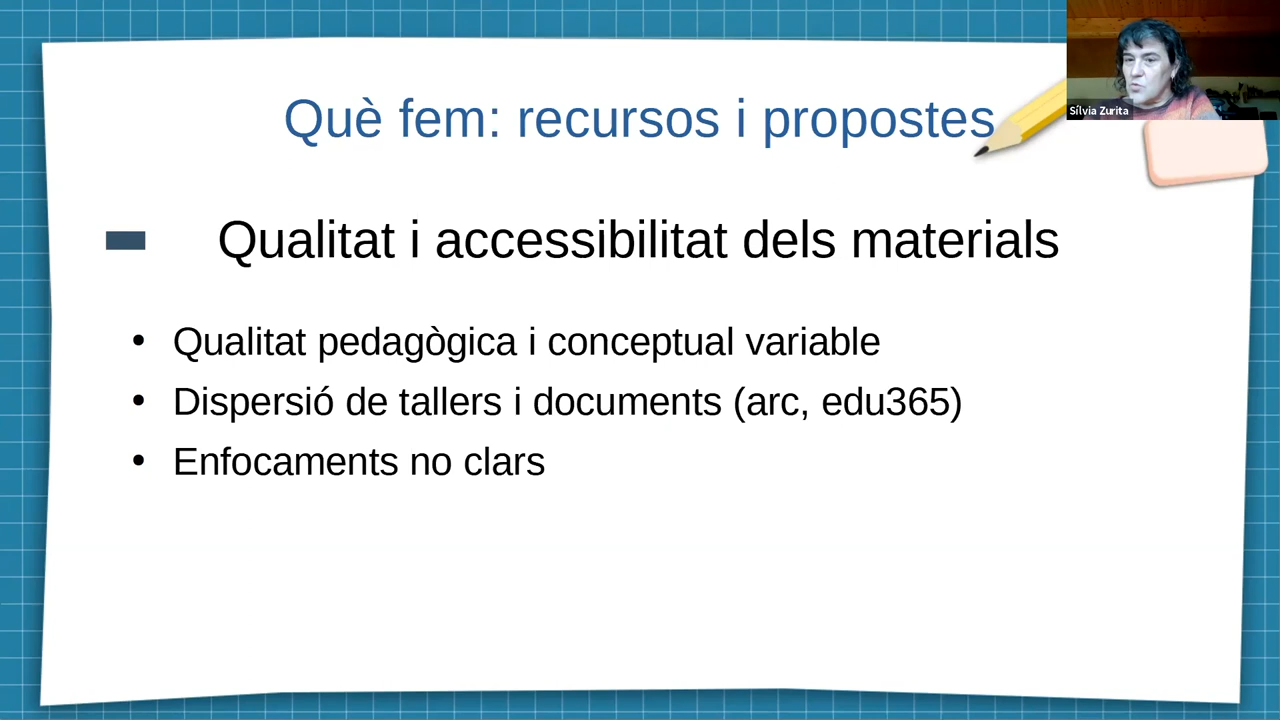 Què fem: recursos i propostes
Sílvia Zurita
Qualitat i accessibilitat dels materials
• Qualitat pedagògica i conceptual variable
• Dispersió de tallers i documents (arc, edu365)
• Enfocaments no clars